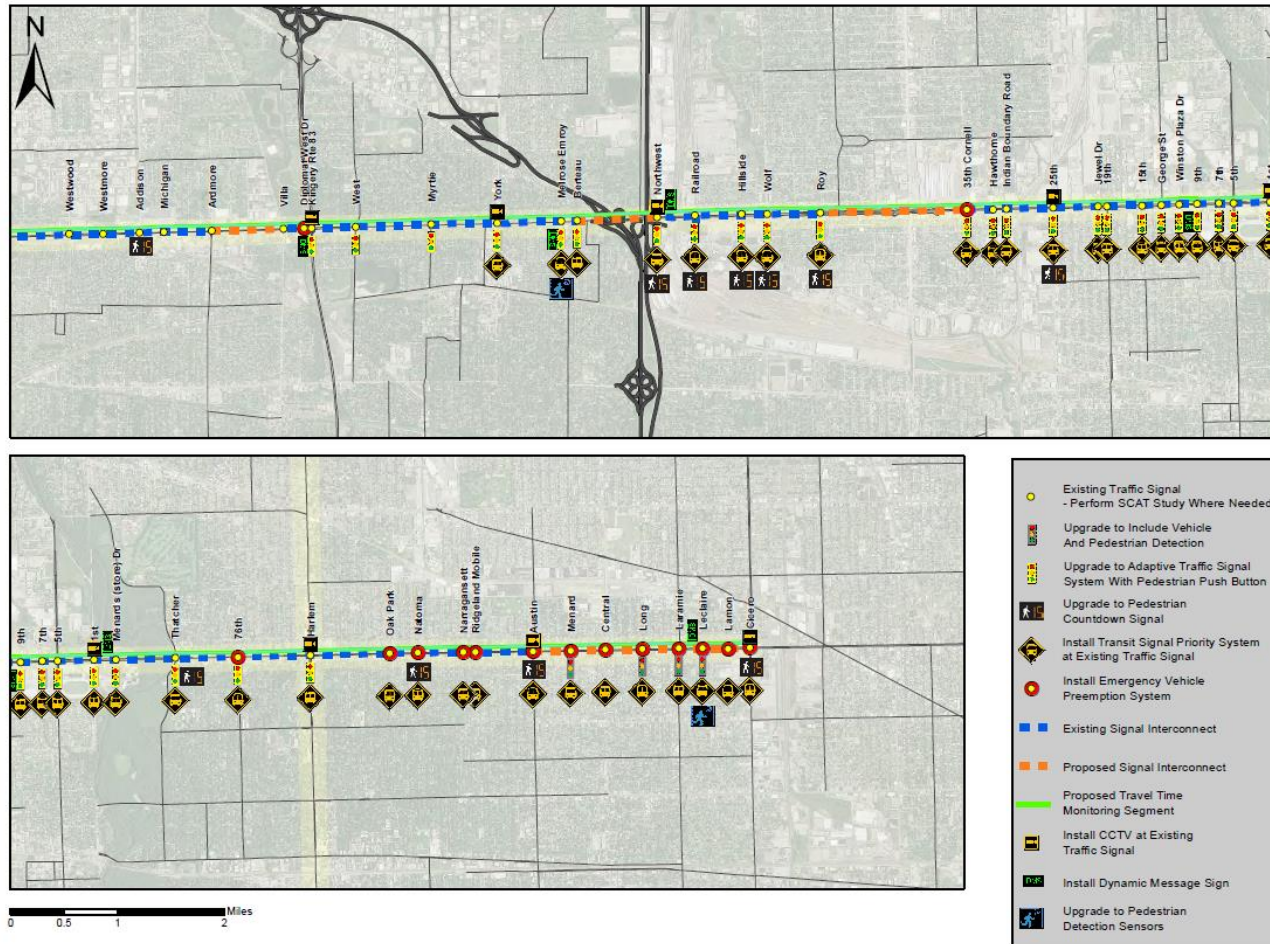 N
Westwood
Westmore
Addison
Michigan
Ardmore
Villa
Diplomat West Dr
Kingery Rte 83
West
Myrtle
York
Melrose Emroy
Berteau
Northwest
Railroad
Hillside
Wolf
Roy
35th Cornell
Hawthorne
Indian Boundary Road
25th
Jewel Dr
19th
15th
George St
Winston Plaza Dr
9th
7th
5th
1st
9th
7th
5th
1st
Menards (store) Dr
Thatcher
76th
Harlem
Oak Park
Natoma
Narragansett
Ridgeland Mobile
Austin
Menard
Central
Long
Laramie
Leclaire
Lamon
Cicero
0 0.5 1 2 Miles
Existing Traffic Signal
- Perform SCAT Study Where Needed
Upgrade to Include Vehicle
And Pedestrian Detection
Upgrade to Adaptive Traffic Signal
System With Pedestrian Push Button
15
Upgrade to Pedestrian
Countdown Signal
Install Transit Signal Priority System
at Existing Traffic Signal
Install Emergency Vehicle
Preemption System
Existing Signal Interconnect
Proposed Signal Interconnect
Proposed Travel Time
Monitoring Segment
Install CCTV at Existing
Traffic Signal
DMS
Install Dynamic Message Sign
Upgrade to Pedestrian
Detection Sensors